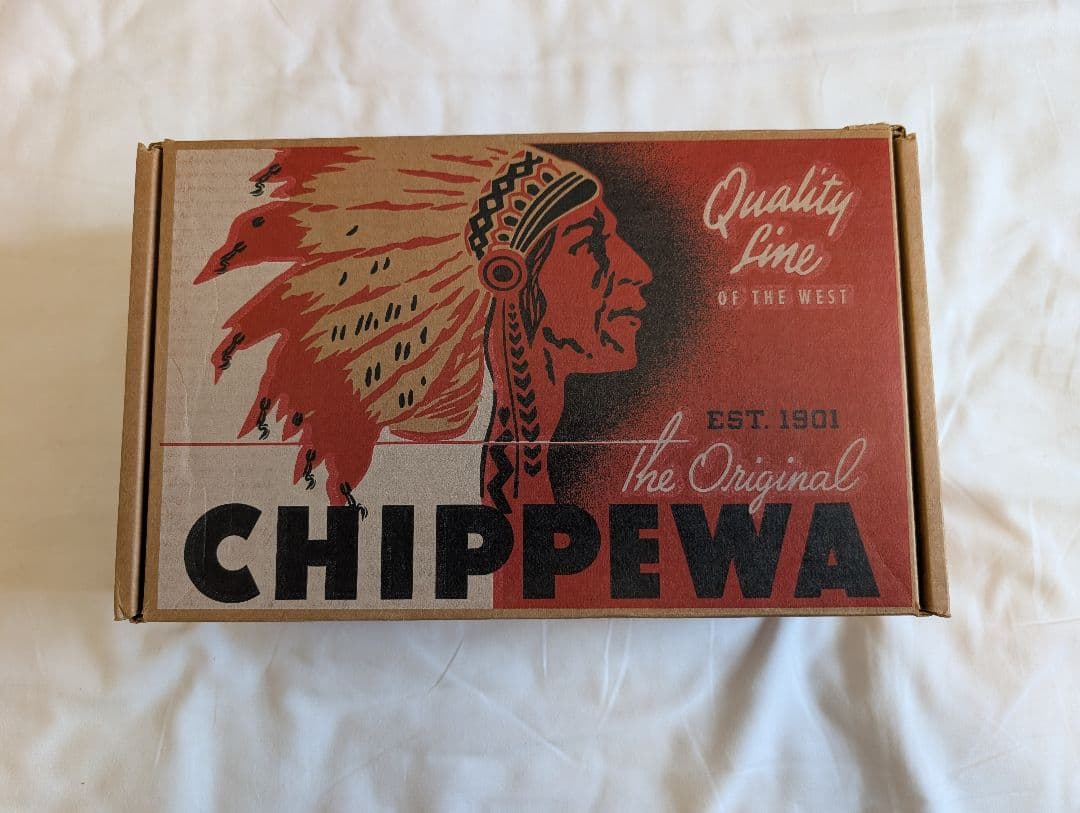 Quality
Line
OF THE WEST
EST. 1901
The Original
CHIPPEWA